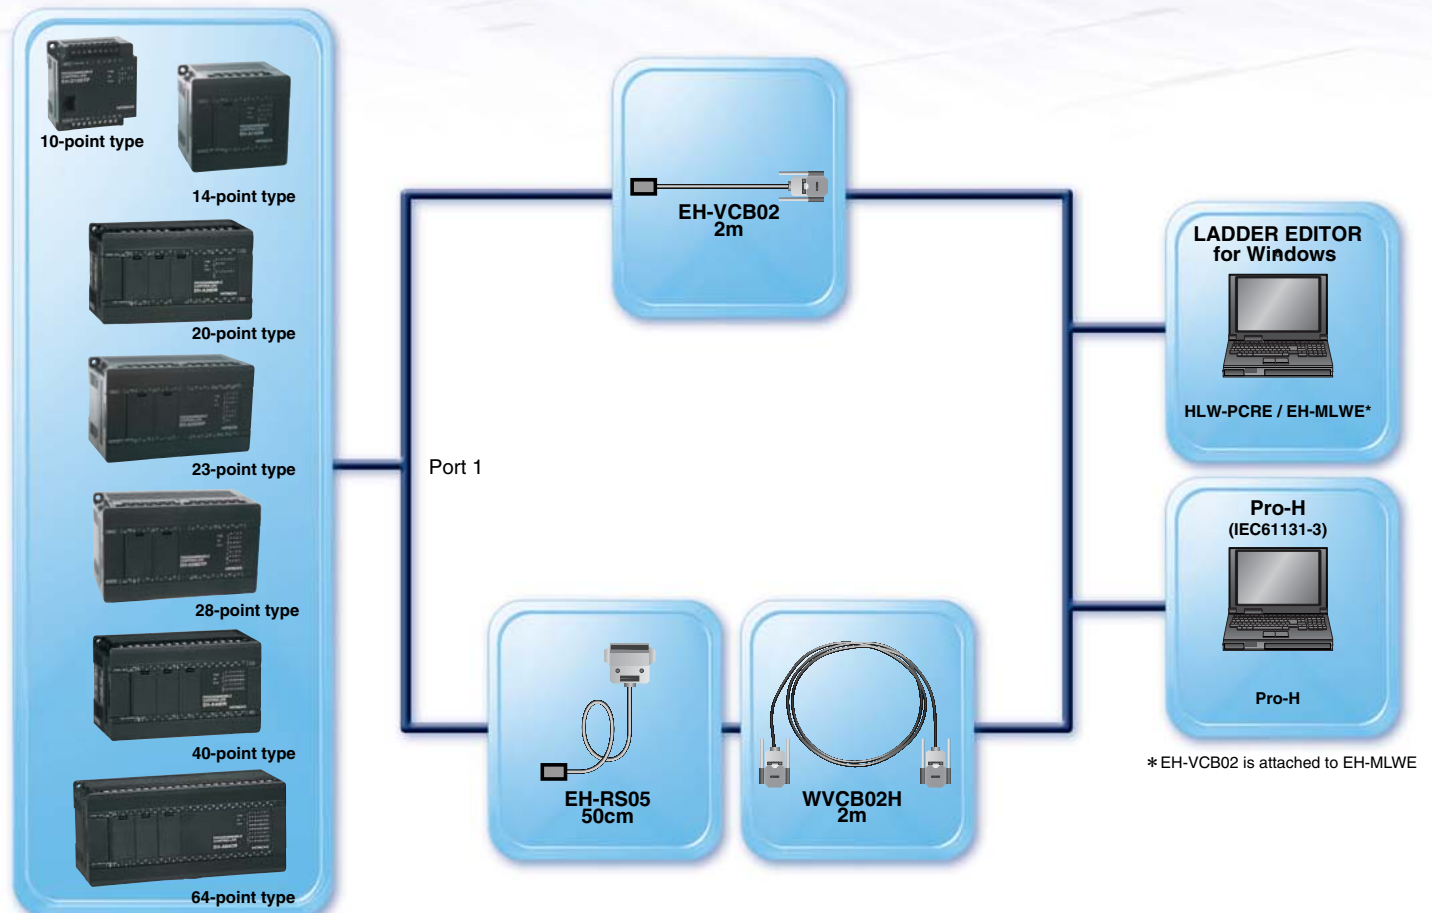 10-point type
14-point type
20-point type
23-point type
28-point type
40-point type
64-point type
Port 1
EH-VCB02
2m
EH-RS05
50cm
WVCB02H
2m
LADDER EDITOR
for Windows
HLW-PCRE / EH-MLWE*
Pro-H
(IEC61131-3)
Pro-H
*EH-VCB02 is attached to EH-MLWE